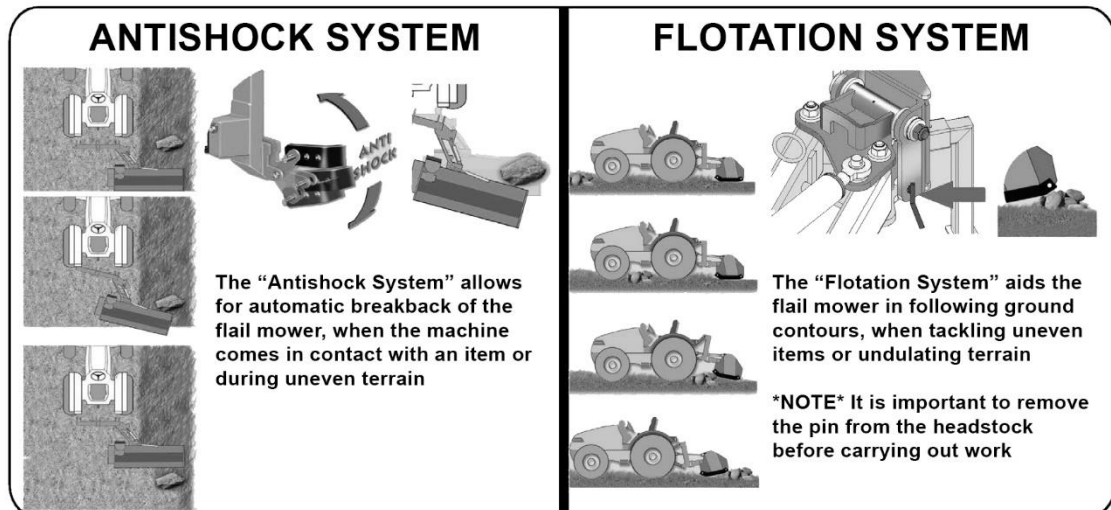 ANTISHOCK SYSTEM
ANTI
SHOCK
The “Antishock System” allows
for automatic breakback of the
flail mower, when the machine
comes in contact with an item or
during uneven terrain
FLOTATION SYSTEM
The “Flotation System” aids the
flail mower in following ground
contours, when tackling uneven
items or undulating terrain
*NOTE* It is important to remove
the pin from the headstock
before carrying out work